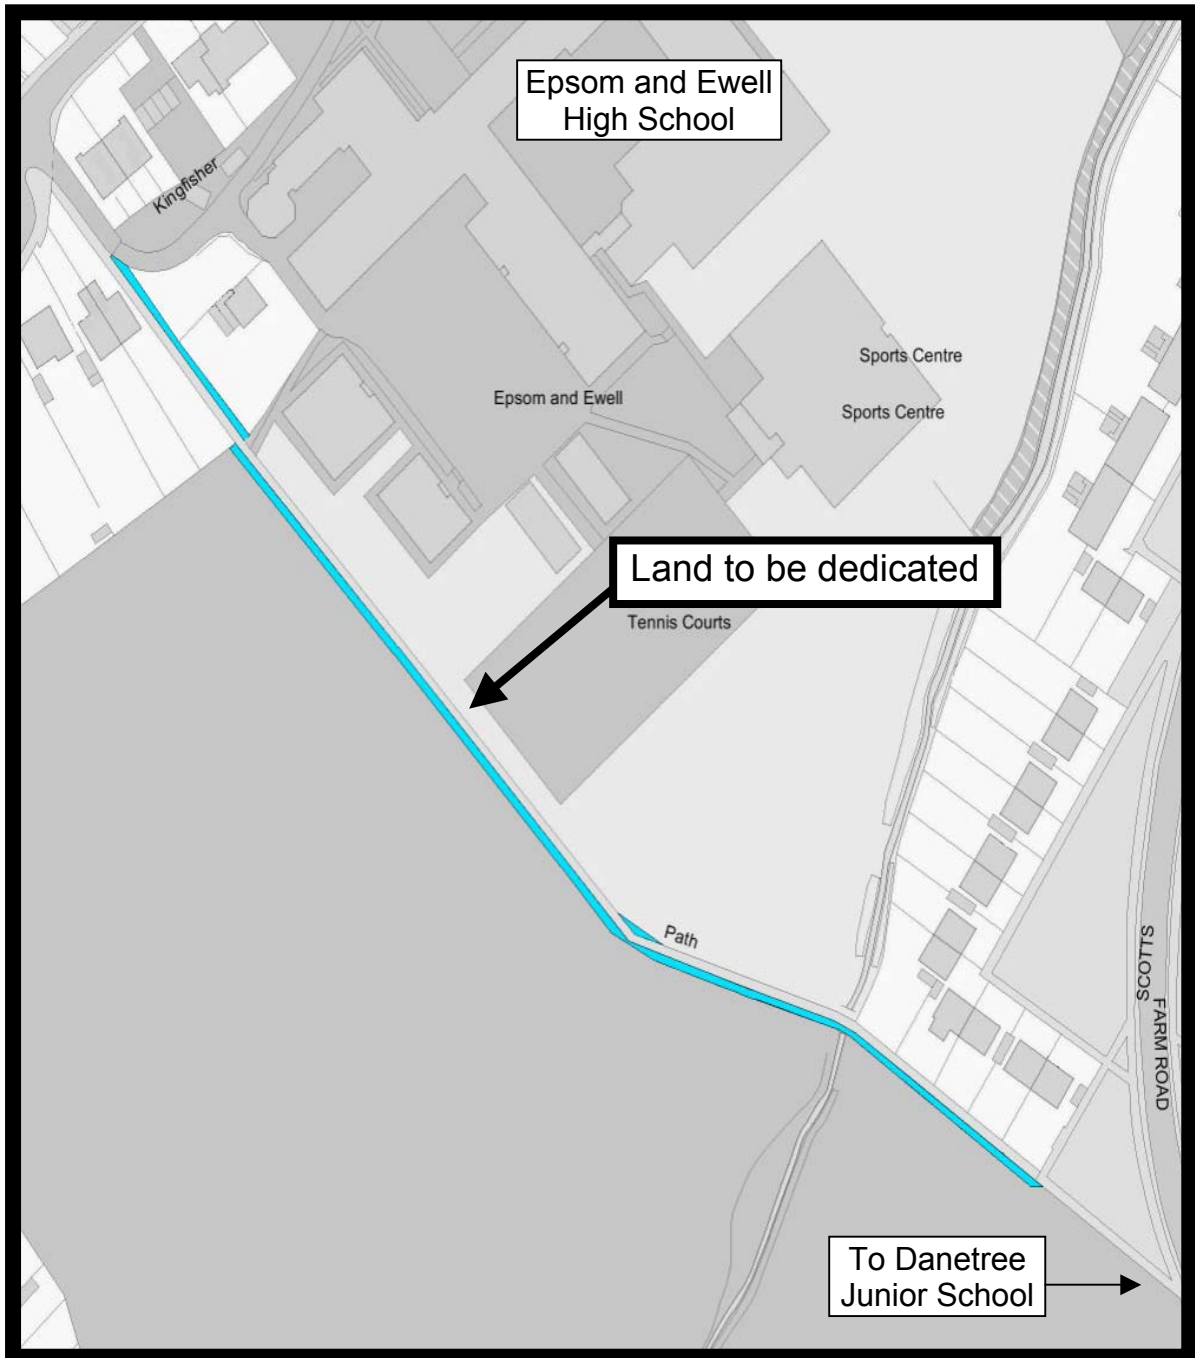 Epsom and Ewell
High School
Kingfisher
Sports Centre
Epsom and Ewell
Sports Centre
Land to be dedicated
Tennis Courts
Path
SCOTTS
FARM ROAD
To Danetree
Junior School